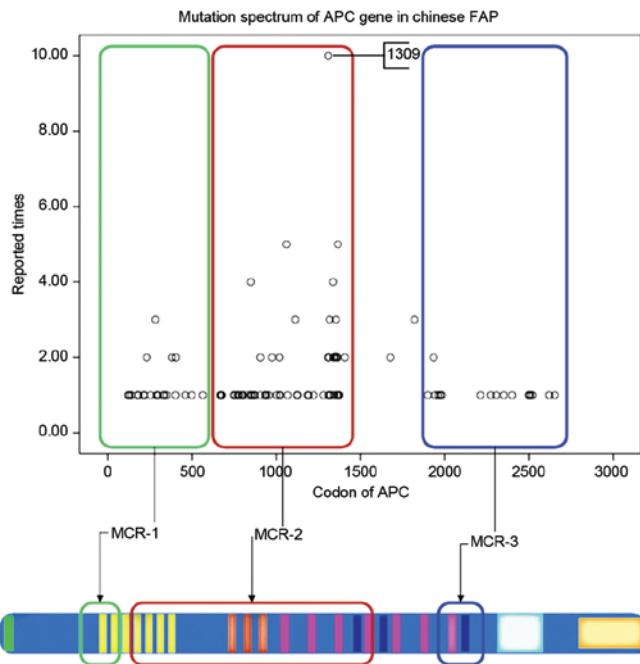 Mutation spectrum of APC gene in chinese FAP
10.00
1309
8.00
6.00
Reported times
4.00
2.00
0.00
0 500 1000 1500 2000 2500 3000
Codon of APC
MCR-1
MCR-2
MCR-3